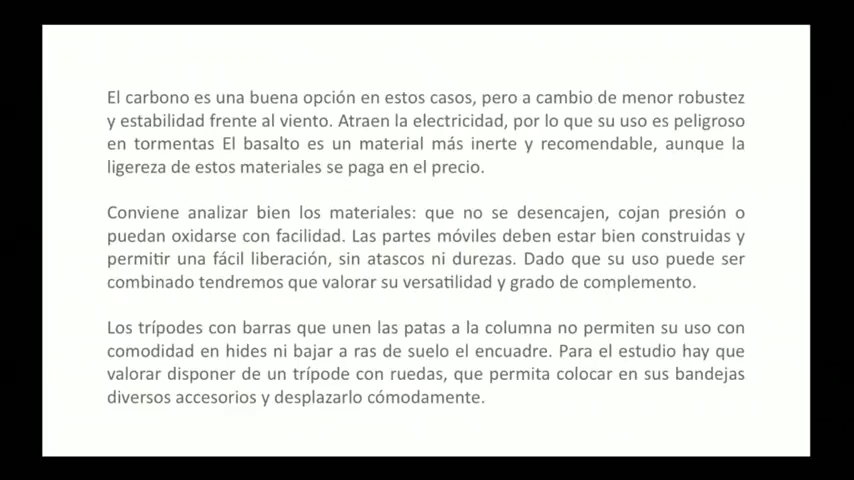 El carbono es una buena opción en estos casos, pero a cambio de menor robustez
y estabilidad frente al viento. Atraen la electricidad, por lo que su uso es peligroso
en tormentas El basalto es un material más inerte y recomendable, aunque la
ligereza de estos materiales se paga en el precio.
Conviene analizar bien los materiales: que no se desencajen, cojan presión o
puedan oxidarse con facilidad. Las partes móviles deben estar bien construidas y
permitir una fácil liberación, sin atascos ni durezas. Dado que su uso puede ser
combinado tendremos que valorar su versatilidad y grado de complemento.
Los trípodes con barras que unen las patas a la columna no permiten su uso con
comodidad en hides ni bajar a ras de suelo el encuadre. Para el estudio hay que
valorar disponer de un trípode con ruedas, que permita colocar en sus bandejas
diversos accesorios y desplazarlo cómodamente.